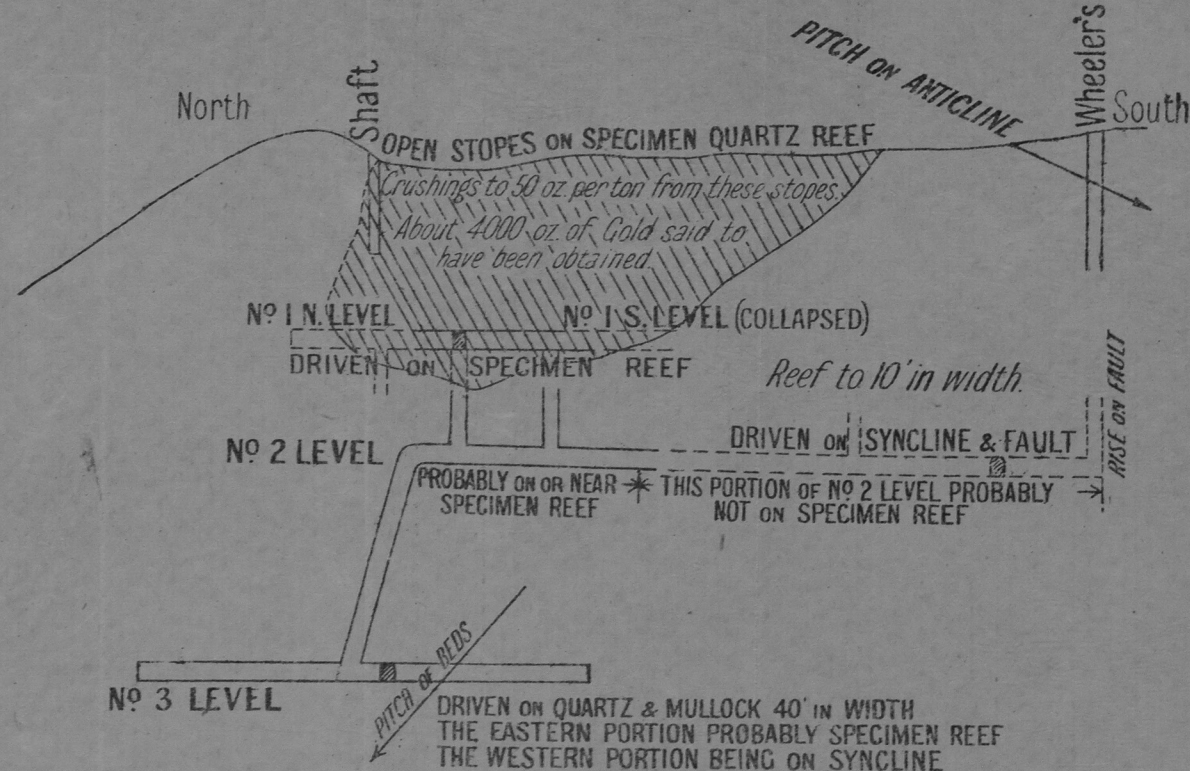 North
Shaft
PITCH ON ANTICLINE
Wheeler's
South
OPEN STOPES ON SPECIMEN QUARTZ REEF
Crushings to 50 oz. per ton from these stopes.
About 4000 oz. of Gold said to
have been obtained.
No 1 N. LEVEL
No 1 S. LEVEL (COLLAPSED)
DRIVEN ON SPECIMEN REEF
Reef to 10' in width.
RISE ON FAULT
No 2 LEVEL
DRIVEN ON SYNCLINE & FAULT
PROBABLY ON OR NEAR
SPECIMEN REEF
THIS PORTION OF No 2 LEVEL PROBABLY
NOT ON SPECIMEN REEF
PITCH OF BEDS
No 3 LEVEL
DRIVEN ON QUARTZ & MULLOCK 40' IN WIDTH
THE EASTERN PORTION PROBABLY SPECIMEN REEF
THE WESTERN PORTION BEING ON SYNCLINE